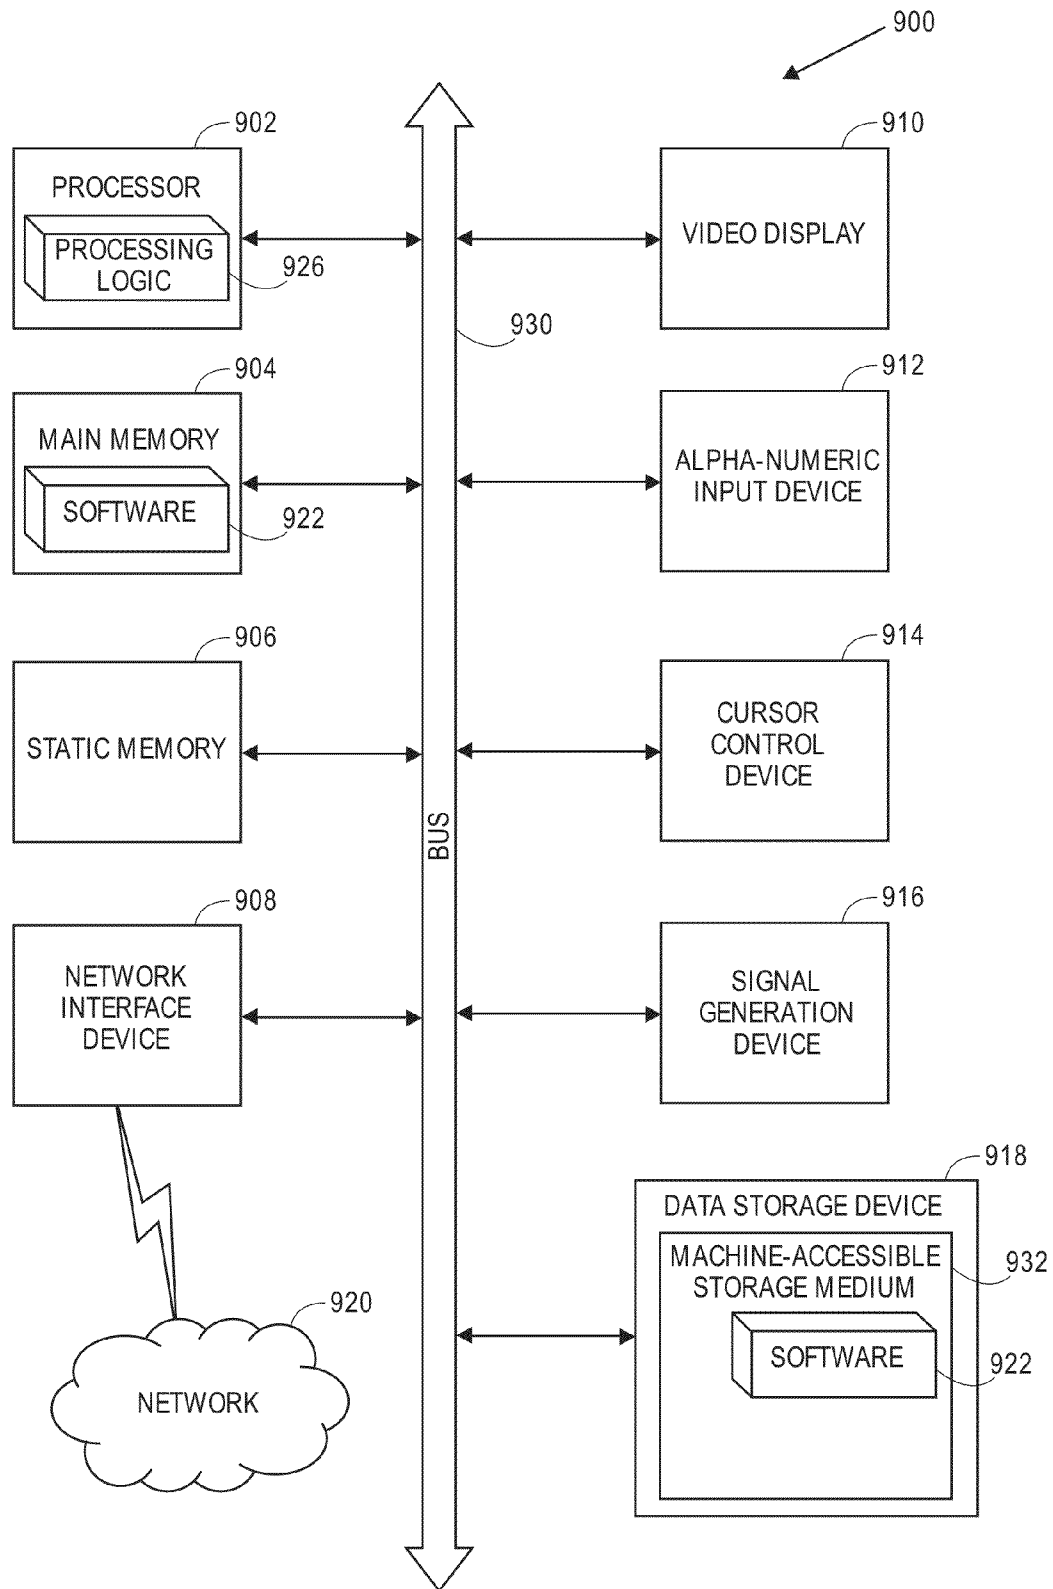 900
902
PROCESSOR
PROCESSING
LOGIC
926
910
VIDEO DISPLAY
930
904
MAIN MEMORY
SOFTWARE
922
912
ALPHA-NUMERIC
INPUT DEVICE
906
STATIC MEMORY
914
CURSOR
CONTROL
DEVICE
BUS
908
NETWORK
INTERFACE
DEVICE
916
SIGNAL
GENERATION
DEVICE
920
NETWORK
918
DATA STORAGE DEVICE
MACHINE-ACCESSIBLE
STORAGE MEDIUM
932
SOFTWARE
922